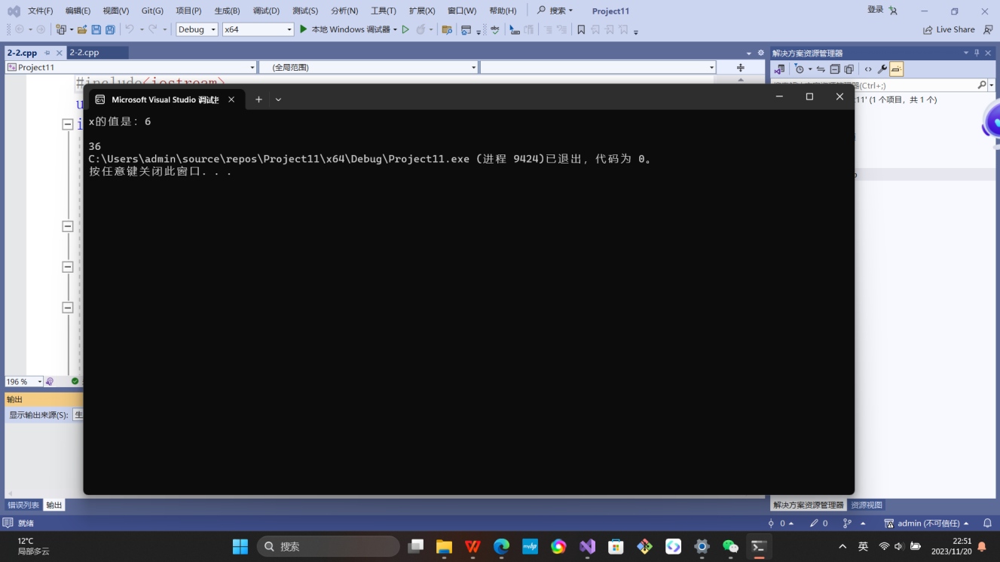 文件(F) 编辑(E) 视图(V) Git(G) 项目(P) 生成(B) 调试(D) 测试(S) 分析(N) 工具(T) 扩展(X) 窗口(W) 帮助(H) 搜索 Project11 登录
Debug x64 本地 Windows 调试器 Live Share
2-2.cpp 2-2.cpp 解决方案资源管理器
Project11 (全局范围)
#include<iostream>
(Ctrl+;)
Microsoft Visual Studio 调试控
11' (1 个项目, 共 1 个)
x的值是: 6
36
C:\Users\admin\source\repos\Project11\x64\Debug\Project11.exe (进程 9424)已退出，代码为 0。
按任意键关闭此窗口. . .
196 %
输出
显示输出来源(S): 生
错误列表 输出 解决方案资源管理器 资源视图
就绪 0 0 admin (不可信任)
12°C
局部多云
搜索
英
22:51
2023/11/20